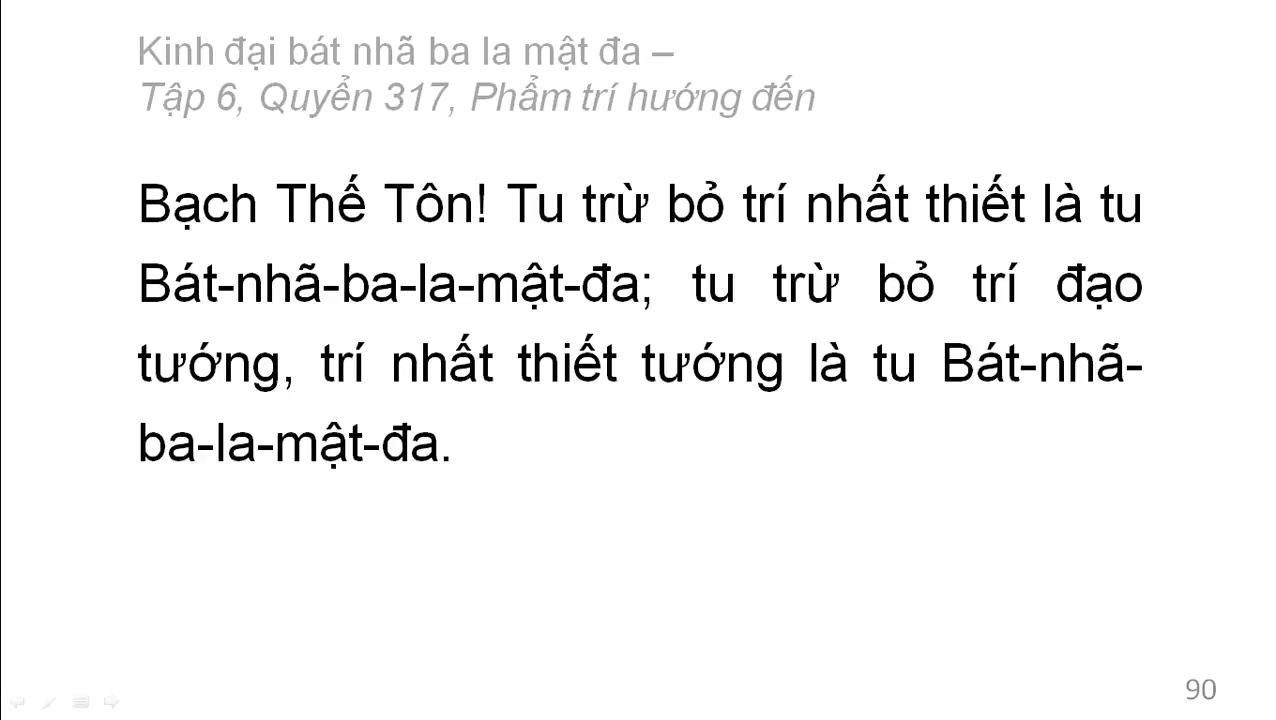 Kinh đại bát nhã ba la mật đa –
Tập 6, Quyển 317, Phẩm trí hướng đến
Bạch Thế Tôn! Tu trừ bỏ trí nhất thiết là tu
Bát-nhã-ba-la-mật-đa; tu trừ bỏ trí đạo
tướng, trí nhất thiết tướng là tu Bát-nhã-
ba-la-mật-đa.
90